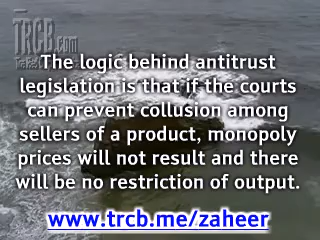 TRCB.com
The logic behind antitrust
legislation is that if the courts
can prevent collusion among
sellers of a product, monopoly
prices will not result and there
will be no restriction of output.
www.trcb.me/zaheer